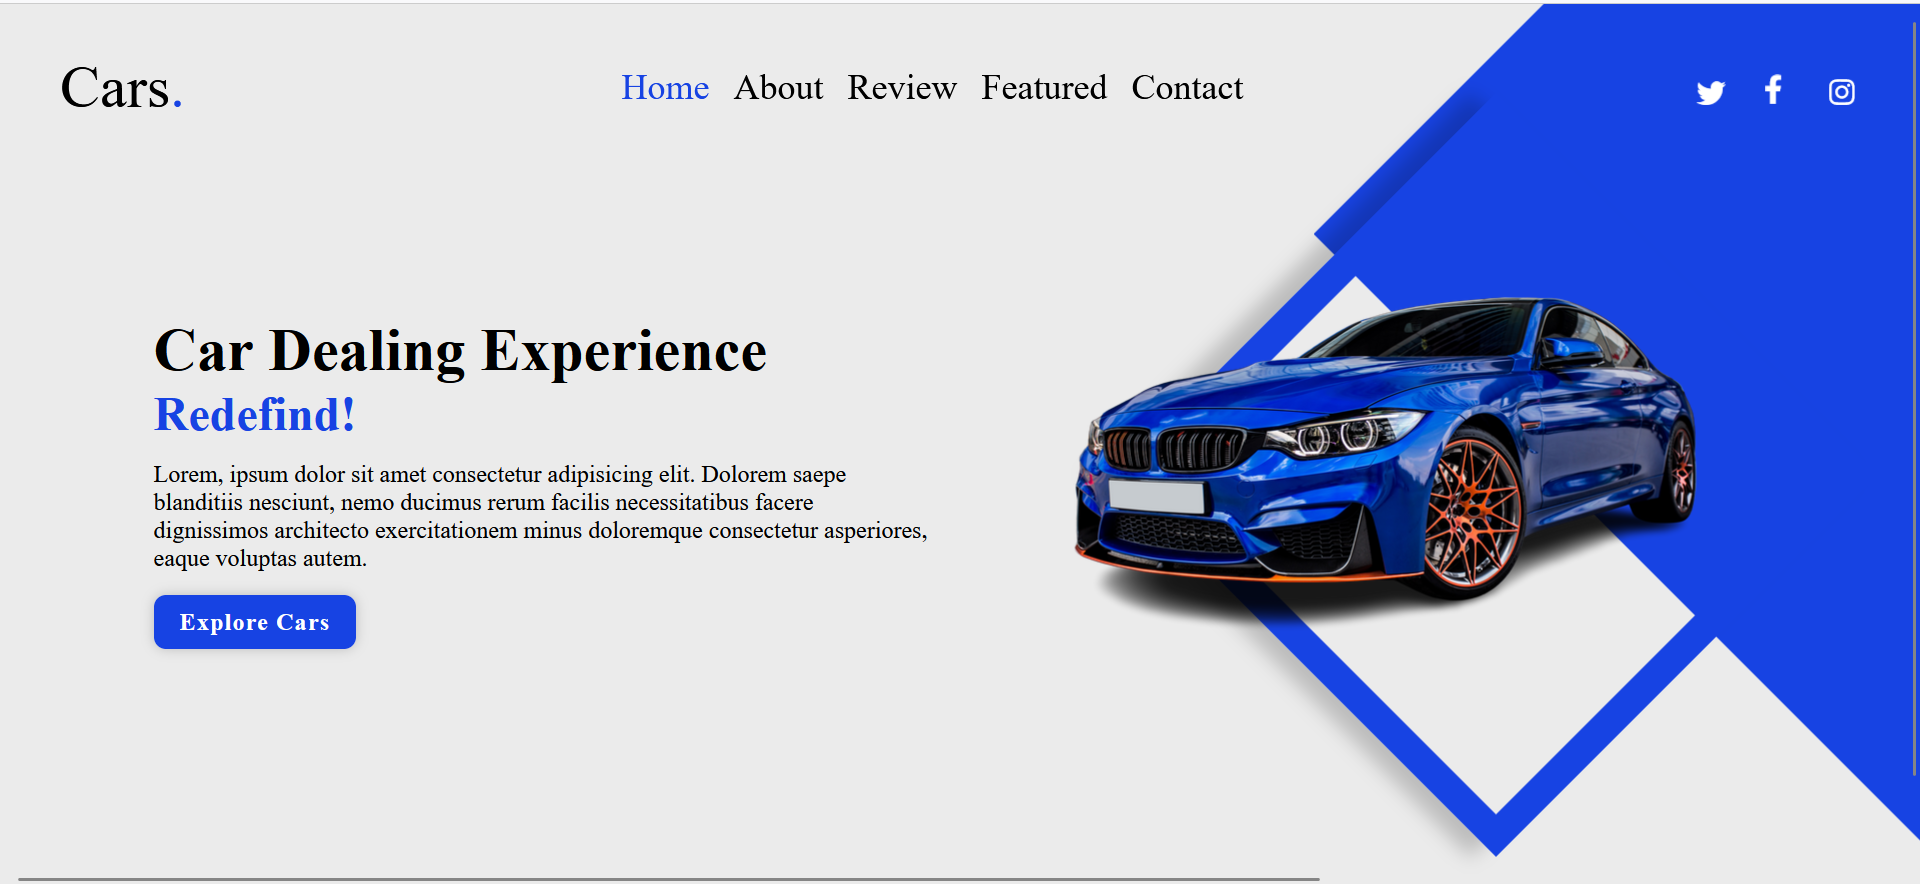 Cars.
Home About Review Featured Contact
Car Dealing Experience
Redefind!
Lorem, ipsum dolor sit amet consectetur adipisicing elit. Dolorem saepe
blanditiis nesciunt, nemo ducimus rerum facilis necessitatibus facere
dignissimos architecto exercitationem minus doloremque consectetur asperiores,
eaque voluptas autem.
Explore Cars